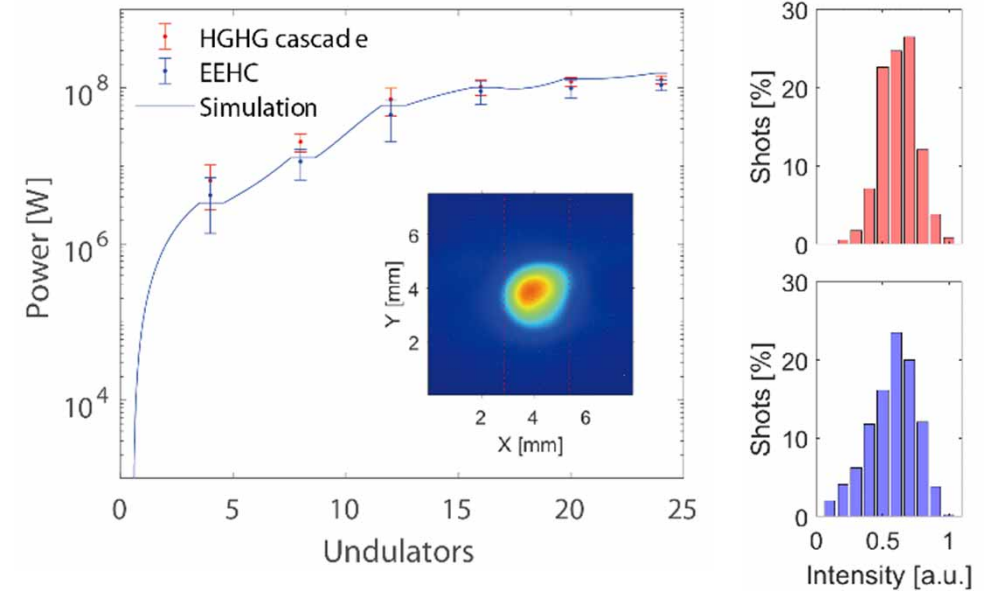 HGHG cascade
EEHC
Simulation
Power [W]
10^8
10^6
10^4
0 5 10 15 20 25
Undulators
Y [mm]
6
4
2
2 4 6
X [mm]
Shots [%]
30
20
10
0
Shots [%]
30
20
10
0
0 0.5 1
Intensity [a.u.]